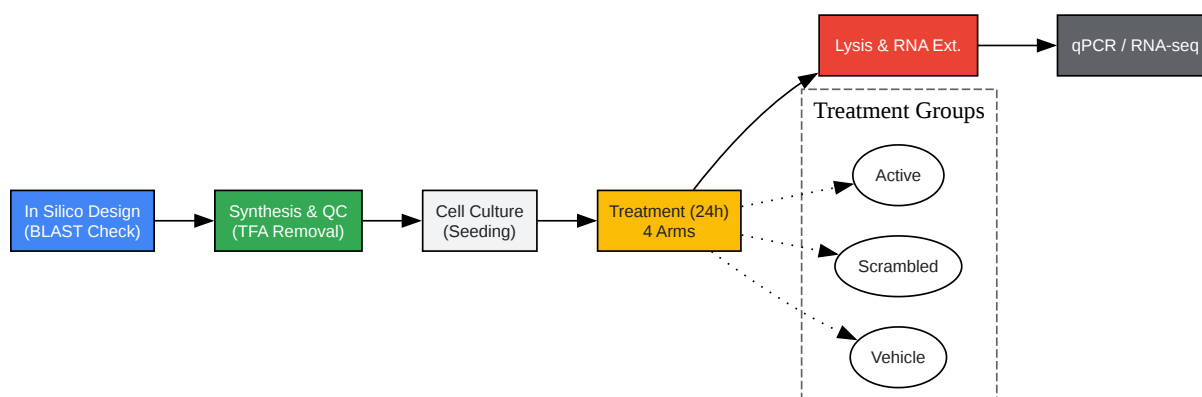 Lysis & RNA Ext.
qPCR / RNA-seq
Treatment Groups
Active
In Silico Design
(BLAST Check)
Synthesis & QC
(TFA Removal)
Cell Culture
(Seeding)
Treatment (24h)
4 Arms
Scrambled
Vehicle